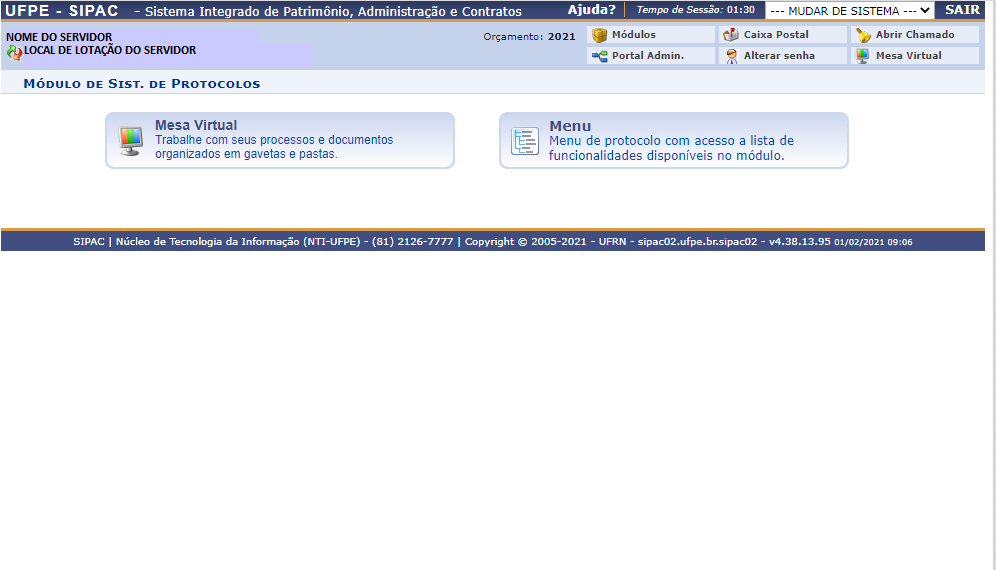 UFPE - SIPAC - Sistema Integrado de Patrimônio, Administração e Contratos Ajuda? Tempo de Sessão: 01:30 --- MUDAR DE SISTEMA --- SAIR
NOME DO SERVIDOR
LOCAL DE LOTAÇÃO DO SERVIDOR
Orçamento: 2021
Módulos Caixa Postal Abrir Chamado
Portal Admin. Alterar senha Mesa Virtual
Módulo de Sist. de Protocolos
Mesa Virtual
Trabalhe com seus processos e documentos
organizados em gavetas e pastas.
Menu
Menu de protocolo com acesso a lista de
funcionalidades disponíveis no módulo.
SIPAC | Núcleo de Tecnologia da Informação (NTI-UFPE) - (81) 2126-7777 | Copyright © 2005-2021 - UFRN - sipac02.ufpe.br.sipac02 - v4.38.13.95 01/02/2021 09:06